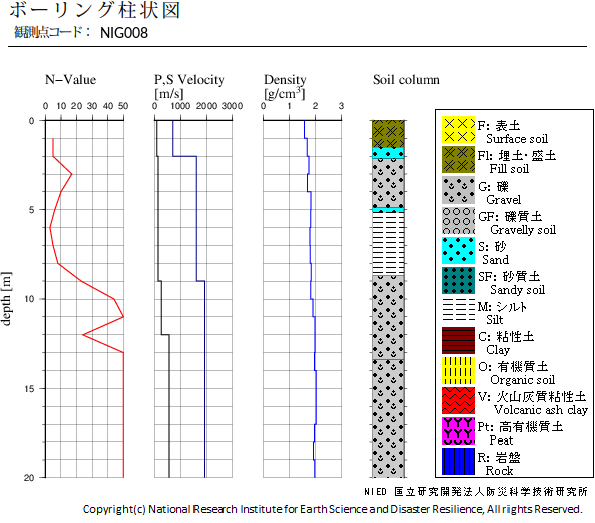 ボーリング柱状図
観測点コード： NIG008
N−Value
P,S Velocity
[m/s]
Density
[g/cm³]
Soil column
0 10 20 30 40 50
0 1000 2000 3000
0 1 2 3
0
5
10
15
20
depth [m]
F: 表土
Surface soil
Fl: 埋土・盛土
Fill soil
G: 礫
Gravel
GF: 礫質土
Gravelly soil
S: 砂
Sand
SF: 砂質土
Sandy soil
M: シルト
Silt
C: 粘性土
Clay
O: 有機質土
Organic soil
V: 火山灰質粘性土
Volcanic ash clay
Pt: 高有機質土
Peat
R: 岩盤
Rock
NIED 国立研究開発法人防災科学技術研究所
Copyright(c) National Research Institute for Earth Science and Disaster Resilience, All rights Reserved.